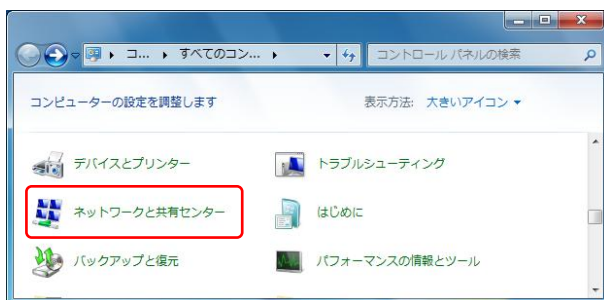 コ... ▸ すべてのコン... ▸ コントロール パネルの検索
コンピューターの設定を調整します 表示方法: 大きいアイコン
デバイスとプリンター トラブルシューティング
ネットワークと共有センター はじめに
バックアップと復元 パフォーマンスの情報とツール